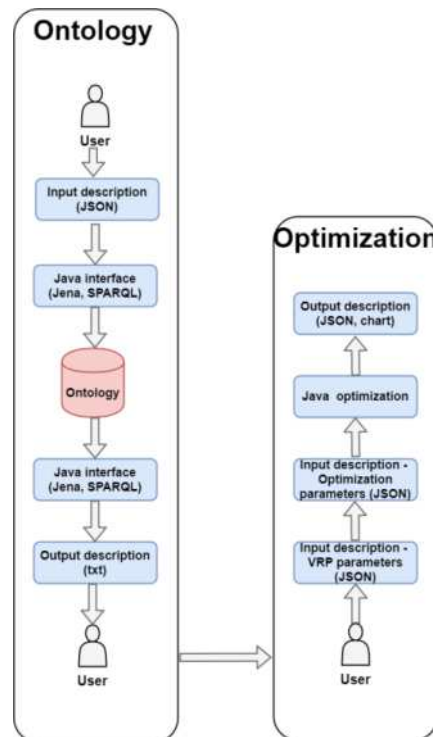 Ontology
User
Input description
(JSON)
Java interface
(Jena, SPARQL)
Ontology
Java interface
(Jena, SPARQL)
Output description
(txt)
User
Optimization
Output description
(JSON, chart)
Java optimization
Input description -
Optimization
parameters (JSON)
Input description -
VRP parameters
(JSON)
User